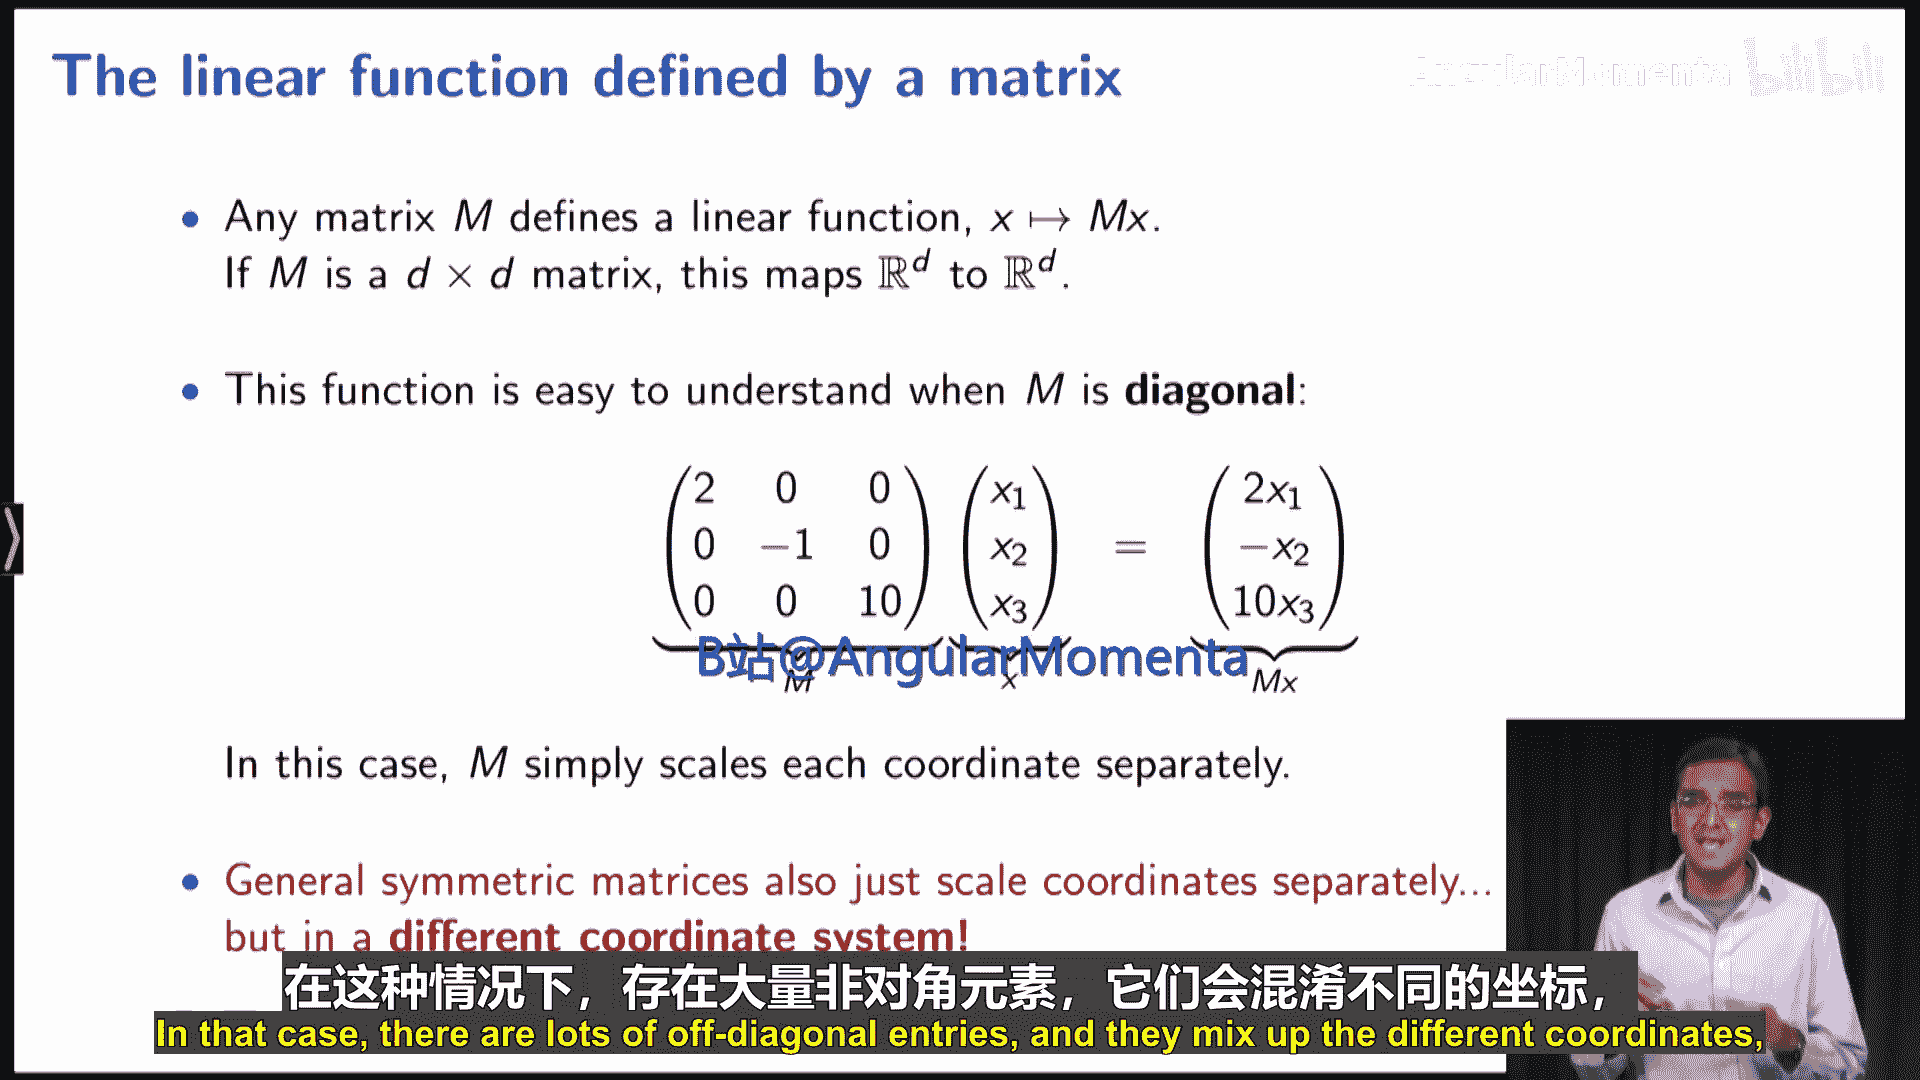 The linear function defined by a matrix
AngularMomenta bilibili
• Any matrix M defines a linear function, x ↦ Mx.
If M is a d × d matrix, this maps ℝᵈ to ℝᵈ.
• This function is easy to understand when M is diagonal:
2 0 0 x₁ 2x₁
0 −1 0 x₂ = −x₂
0 0 10 x₃ 10x₃
M x Mx
B站@AngularMomenta
In this case, M simply scales each coordinate separately.
• General symmetric matrices also just scale coordinates separately...
but in a different coordinate system!
在这种情况下，存在大量非对角元素，它们会混淆不同的坐标，
In that case, there are lots of off-diagonal entries, and they mix up the different coordinates,